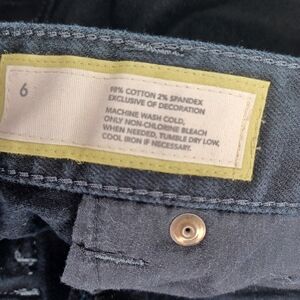 6
98% COTTON 2% SPANDEX
EXCLUSIVE OF DECORATION
MACHINE WASH COLD,
ONLY NON-CHLORINE BLEACH
WHEN NEEDED, TUMBLE DRY LOW,
COOL IRON IF NECESSARY.